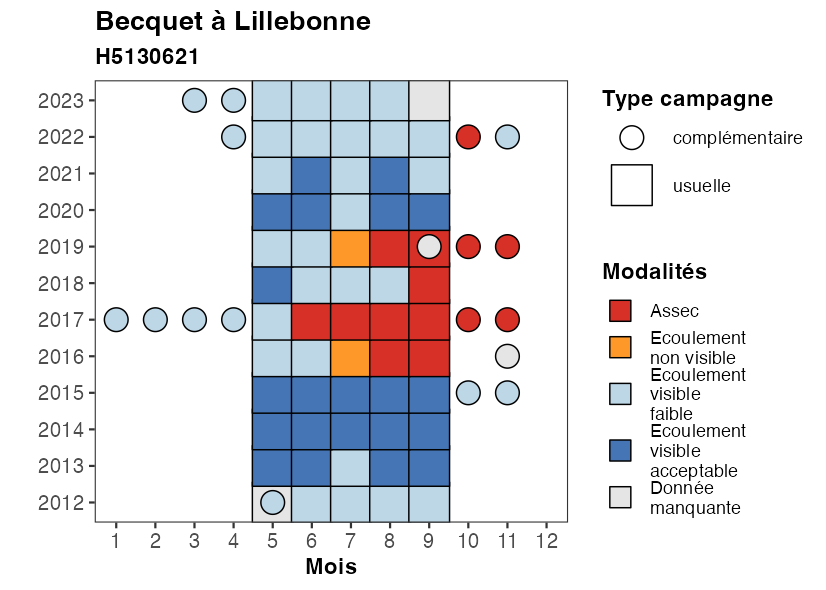 Becquet à Lillebonne
H5130621
2023
2022
2021
2020
2019
2018
2017
2016
2015
2014
2013
2012
1 2 3 4 5 6 7 8 9 10 11 12
Mois
Type campagne
complémentaire
usuelle
Modalités
Assec
Ecoulement
non visible
Ecoulement
visible
faible
Ecoulement
visible
acceptable
Donnée
manquante